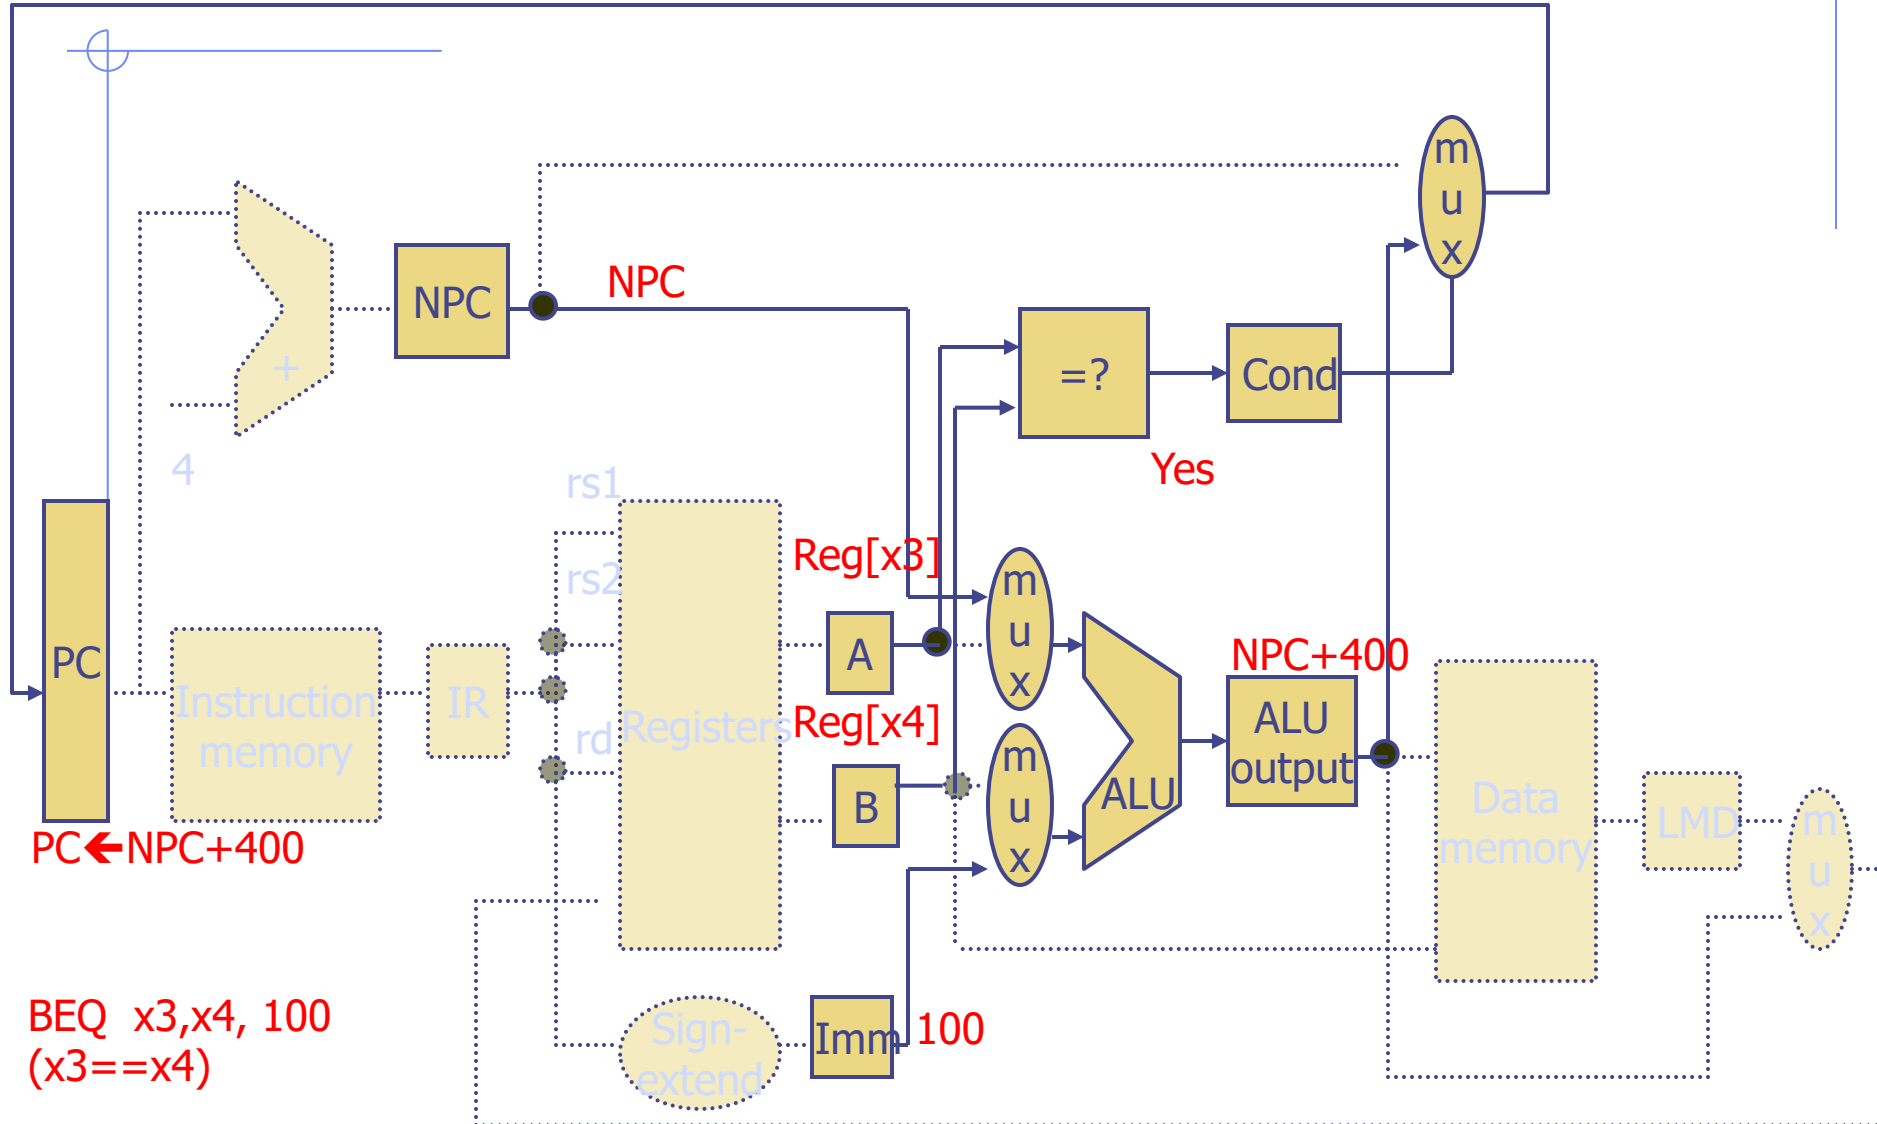 m
u
x
NPC
NPC
+
=?
Cond
4
Yes
rs1
rs2
Reg[x3]
m
u
x
PC
Instruction
memory
IR
rd
Registers
A
Reg[x4]
B
m
u
x
ALU
NPC+400
ALU
output
Data
memory
LMD
m
u
x
PC🡸NPC+400
BEQ x3,x4, 100
(x3==x4)
Sign-
extend
Imm
100